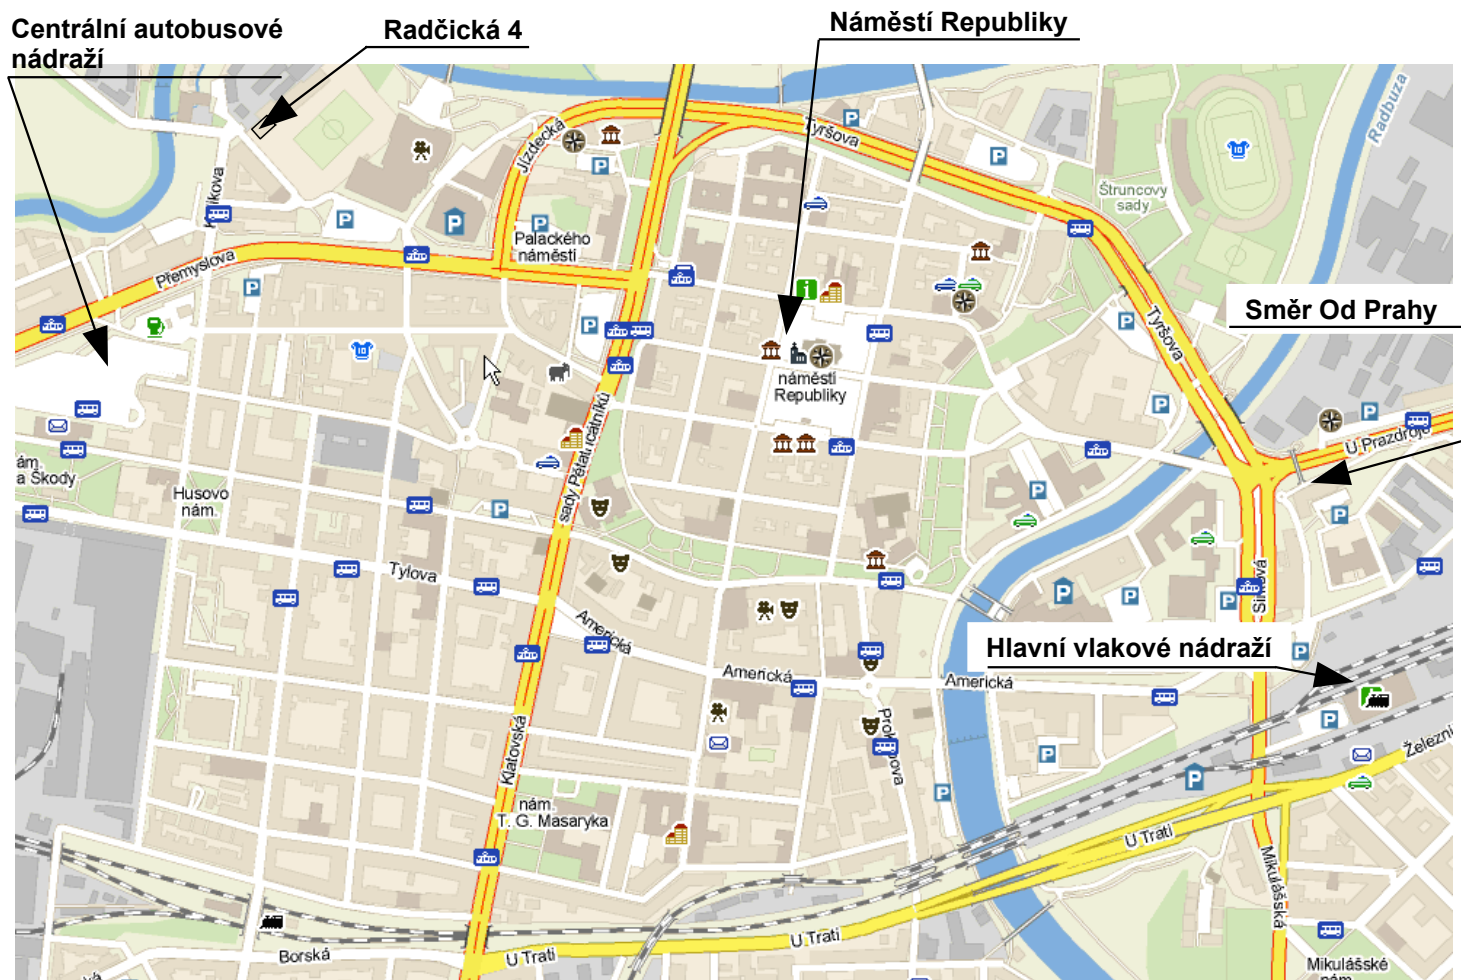 Centrální autobusové
nádraží
Radčická 4
Náměstí Republiky
Radbuza
Jízdecká
Tyršova
Štruncovy
sady
Palackého
náměstí
Přemyslova
Směr Od Prahy
Tyršova
náměstí
Republiky
U Prazdroje
a Škody
Husovo
nám.
sady Pětatřicátníků
Tylova
Americká
Sirková
Hlavní vlakové nádraží
Americká
Americká
Klatovská
Prokopova
nám.
T. G. Masaryka
Železni
U Trati
Mikulášská
U Trati
U Trati
Borská
Mikulášské
nám.